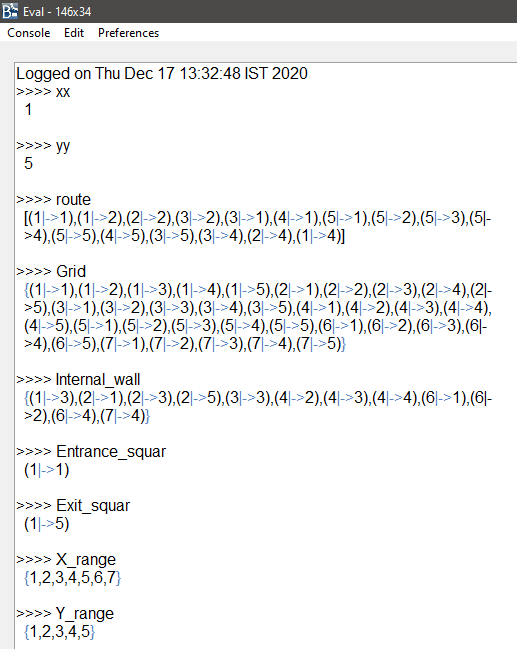 Eval - 146x34
Console Edit Preferences
Logged on Thu Dec 17 13:32:48 IST 2020
>>>> xx
1
>>>> yy
5
>>>> route
[(1|->1),(1|->2),(2|->2),(3|->2),(3|->1),(4|->1),(5|->1),(5|->2),(5|->3),(5|-
>4),(5|->5),(4|->5),(3|->5),(3|->4),(2|->4),(1|->4)]
>>>> Grid
{(1|->1),(1|->2),(1|->3),(1|->4),(1|->5),(2|->1),(2|->2),(2|->3),(2|->4),(2|-
>5),(3|->1),(3|->2),(3|->3),(3|->4),(3|->5),(4|->1),(4|->2),(4|->3),(4|->4),
(4|->5),(5|->1),(5|->2),(5|->3),(5|->4),(5|->5),(6|->1),(6|->2),(6|->3),(6|-
>4),(6|->5),(7|->1),(7|->2),(7|->3),(7|->4),(7|->5)}
>>>> Internal_wall
{(1|->3),(2|->1),(2|->3),(2|->5),(3|->3),(4|->2),(4|->3),(4|->4),(6|->1),(6|-
>2),(6|->4),(7|->4)}
>>>> Entrance_squar
(1|->1)
>>>> Exit_squar
(1|->5)
>>>> X_range
{1,2,3,4,5,6,7}
>>>> Y_range
{1,2,3,4,5}